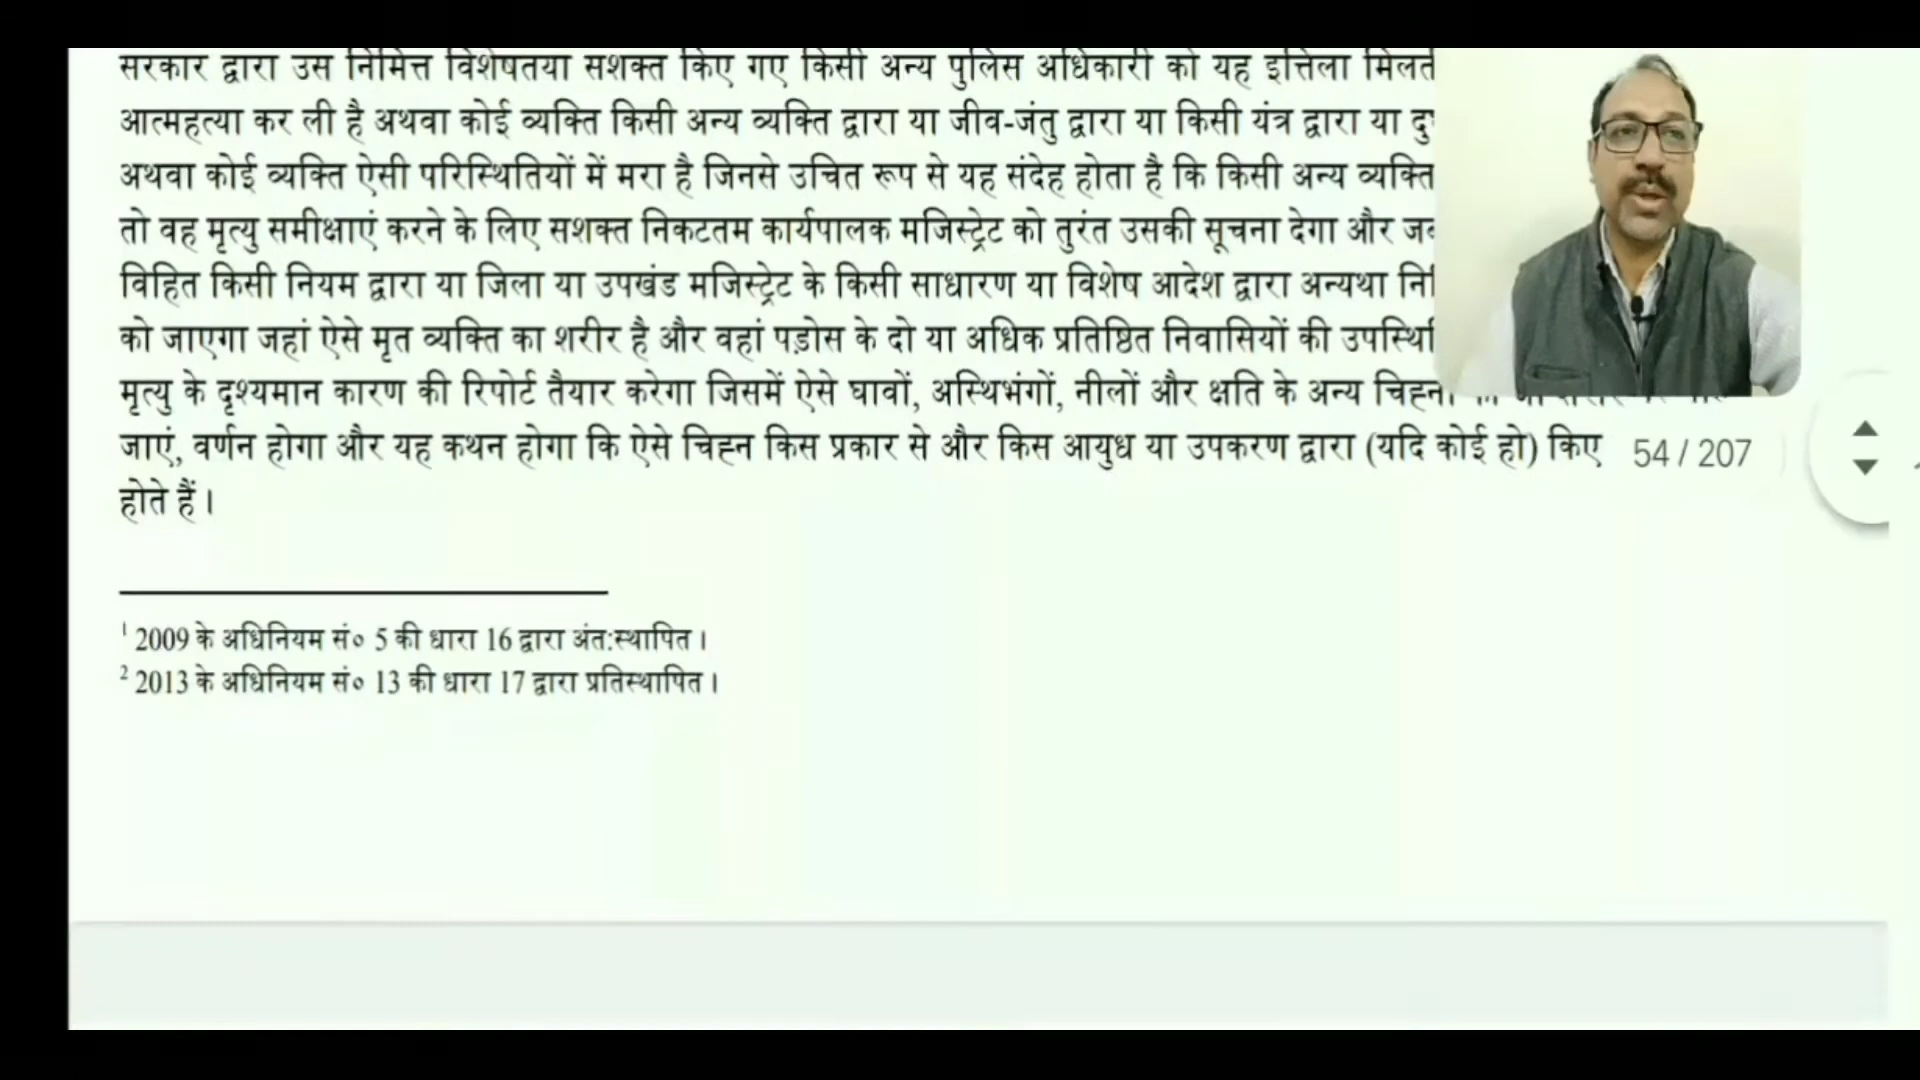 सरकार द्वारा उस निमित्त विशेषतया सशक्त किए गए किसी अन्य पुलिस अधिकारी को यह इत्तिला
आत्महत्या कर ली है अथवा कोई व्यक्ति किसी अन्य व्यक्ति द्वारा या जीव-जंतु द्वारा या किसी यंत्र द्वारा या
अथवा कोई व्यक्ति ऐसी परिस्थितियों में मरा है जिनसे उचित रूप से यह संदेह होता है कि किसी अन्य व्यक्ति
तो वह मृत्यु समीक्षाएं करने के लिए सशक्त निकटतम कार्यपालक मजिस्ट्रेट को तुरंत उसकी सूचना देगा और
विहित किसी नियम द्वारा या जिला या उपखंड मजिस्ट्रेट के किसी साधारण या विशेष आदेश द्वारा अन्यथा
को जाएगा जहां ऐसे मृत व्यक्ति का शरीर है और वहां पड़ोस के दो या अधिक प्रतिष्ठित निवासियों की
मृत्यु के दृश्यमान कारण की रिपोर्ट तैयार करेगा जिसमें ऐसे घावों, अस्थिभंगों, नीलों और क्षति के अन्य
जाएं, वर्णन होगा और यह कथन होगा कि ऐसे चिह्न किस प्रकार से और किस आयुध या उपकरण द्वारा (यदि कोई हो) किए
54 / 207
होते हैं।
1 2009 के अधिनियम सं० 5 की धारा 16 द्वारा अंत:स्थापित।
2 2013 के अधिनियम सं० 13 की धारा 17 द्वारा प्रतिस्थापित।